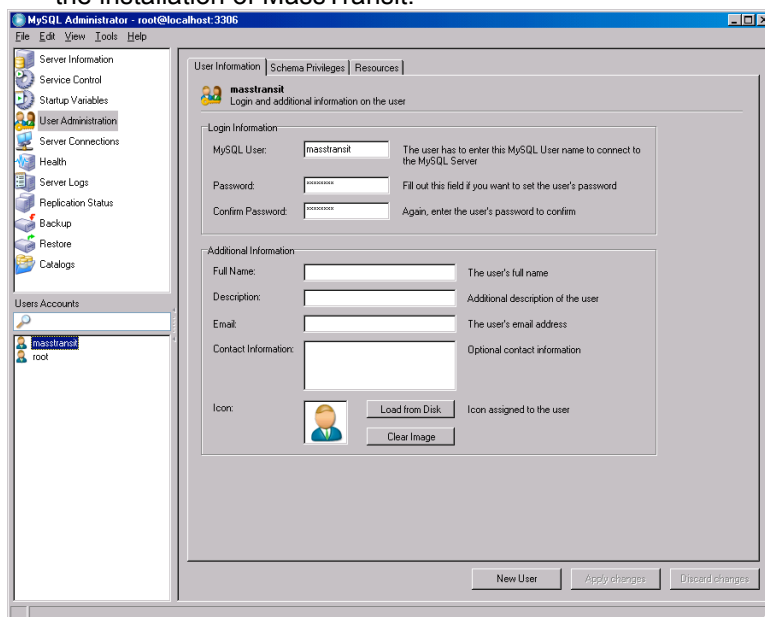 the installation of MassTransit.
MySQL Administrator - root@localhost:3306
File Edit View Tools Help
Server Information
Service Control
Startup Variables
User Administration
Server Connections
Health
Server Logs
Replication Status
Backup
Restore
Catalogs
Users Accounts
masstransit
root
User Information Schema Privileges Resources
masstransit
Login and additional information on the user
Login Information
MySQL User: masstransit The user has to enter this MySQL User name to connect to
the MySQL Server
Password: xxxxxxxx Fill out this field if you want to set the user's password
Confirm Password: xxxxxxxx Again, enter the user's password to confirm
Additional Information
Full Name: The user's full name
Description: Additional description of the user
Email: The user's email address
Contact Information: Optional contact information
Icon: Load from Disk Icon assigned to the user
Clear Image
New User Apply changes Discard changes